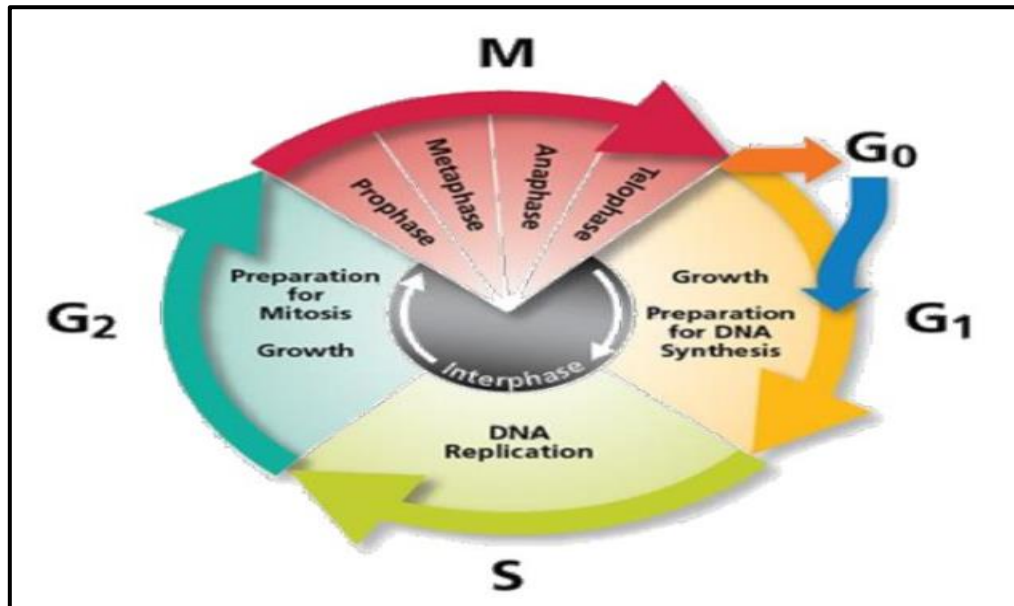 M
Prophase
Metaphase
Anaphase
Telophase
G0
Growth
Preparation
for DNA
Synthesis
G1
DNA
Replication
S
Preparation
for
Mitosis
Growth
G2
Interphase